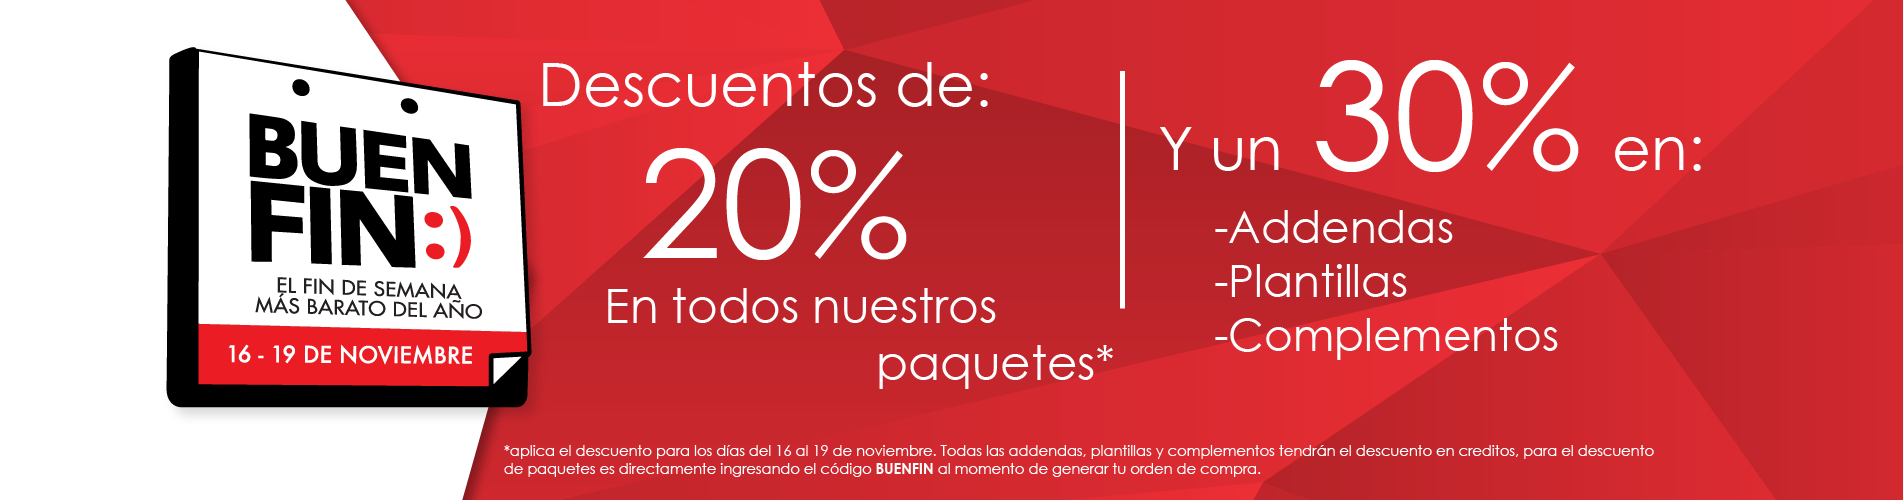 BUEN
FIN:)
EL FIN DE SEMANA
MÁS BARATO DEL AÑO
16 - 19 DE NOVIEMBRE
Descuentos de:
20%
En todos nuestros
paquetes*
Y un 30% en:
-Addendas
-Plantillas
-Complementos
*aplica el descuento para los días del 16 al 19 de noviembre. Todas las addendas, plantillas y complementos tendrán el descuento en creditos, para el descuento
de paquetes es directamente ingresando el código BUENFIN al momento de generar tu orden de compra.